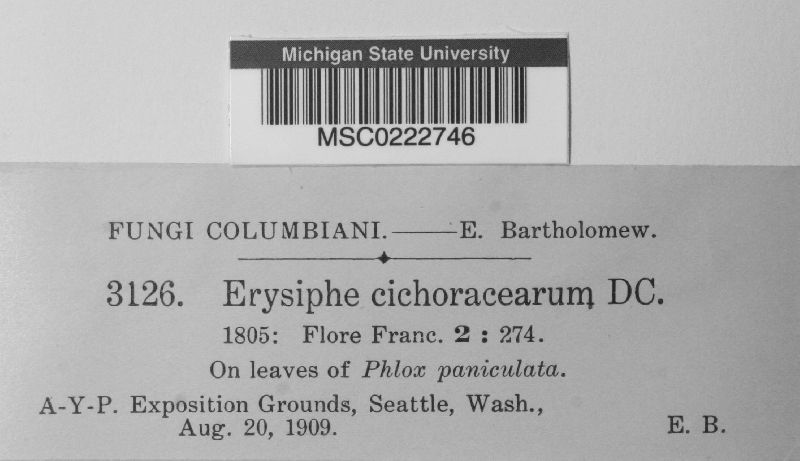 Michigan State University
MSC0222746
FUNGI COLUMBIANI.——E. Bartholomew.
3126. Erysiphe cichoracearum DC.
1805: Flore Franc. 2 : 274.
On leaves of Phlox paniculata.
A-Y-P. Exposition Grounds, Seattle, Wash.,
Aug. 20, 1909. E. B.